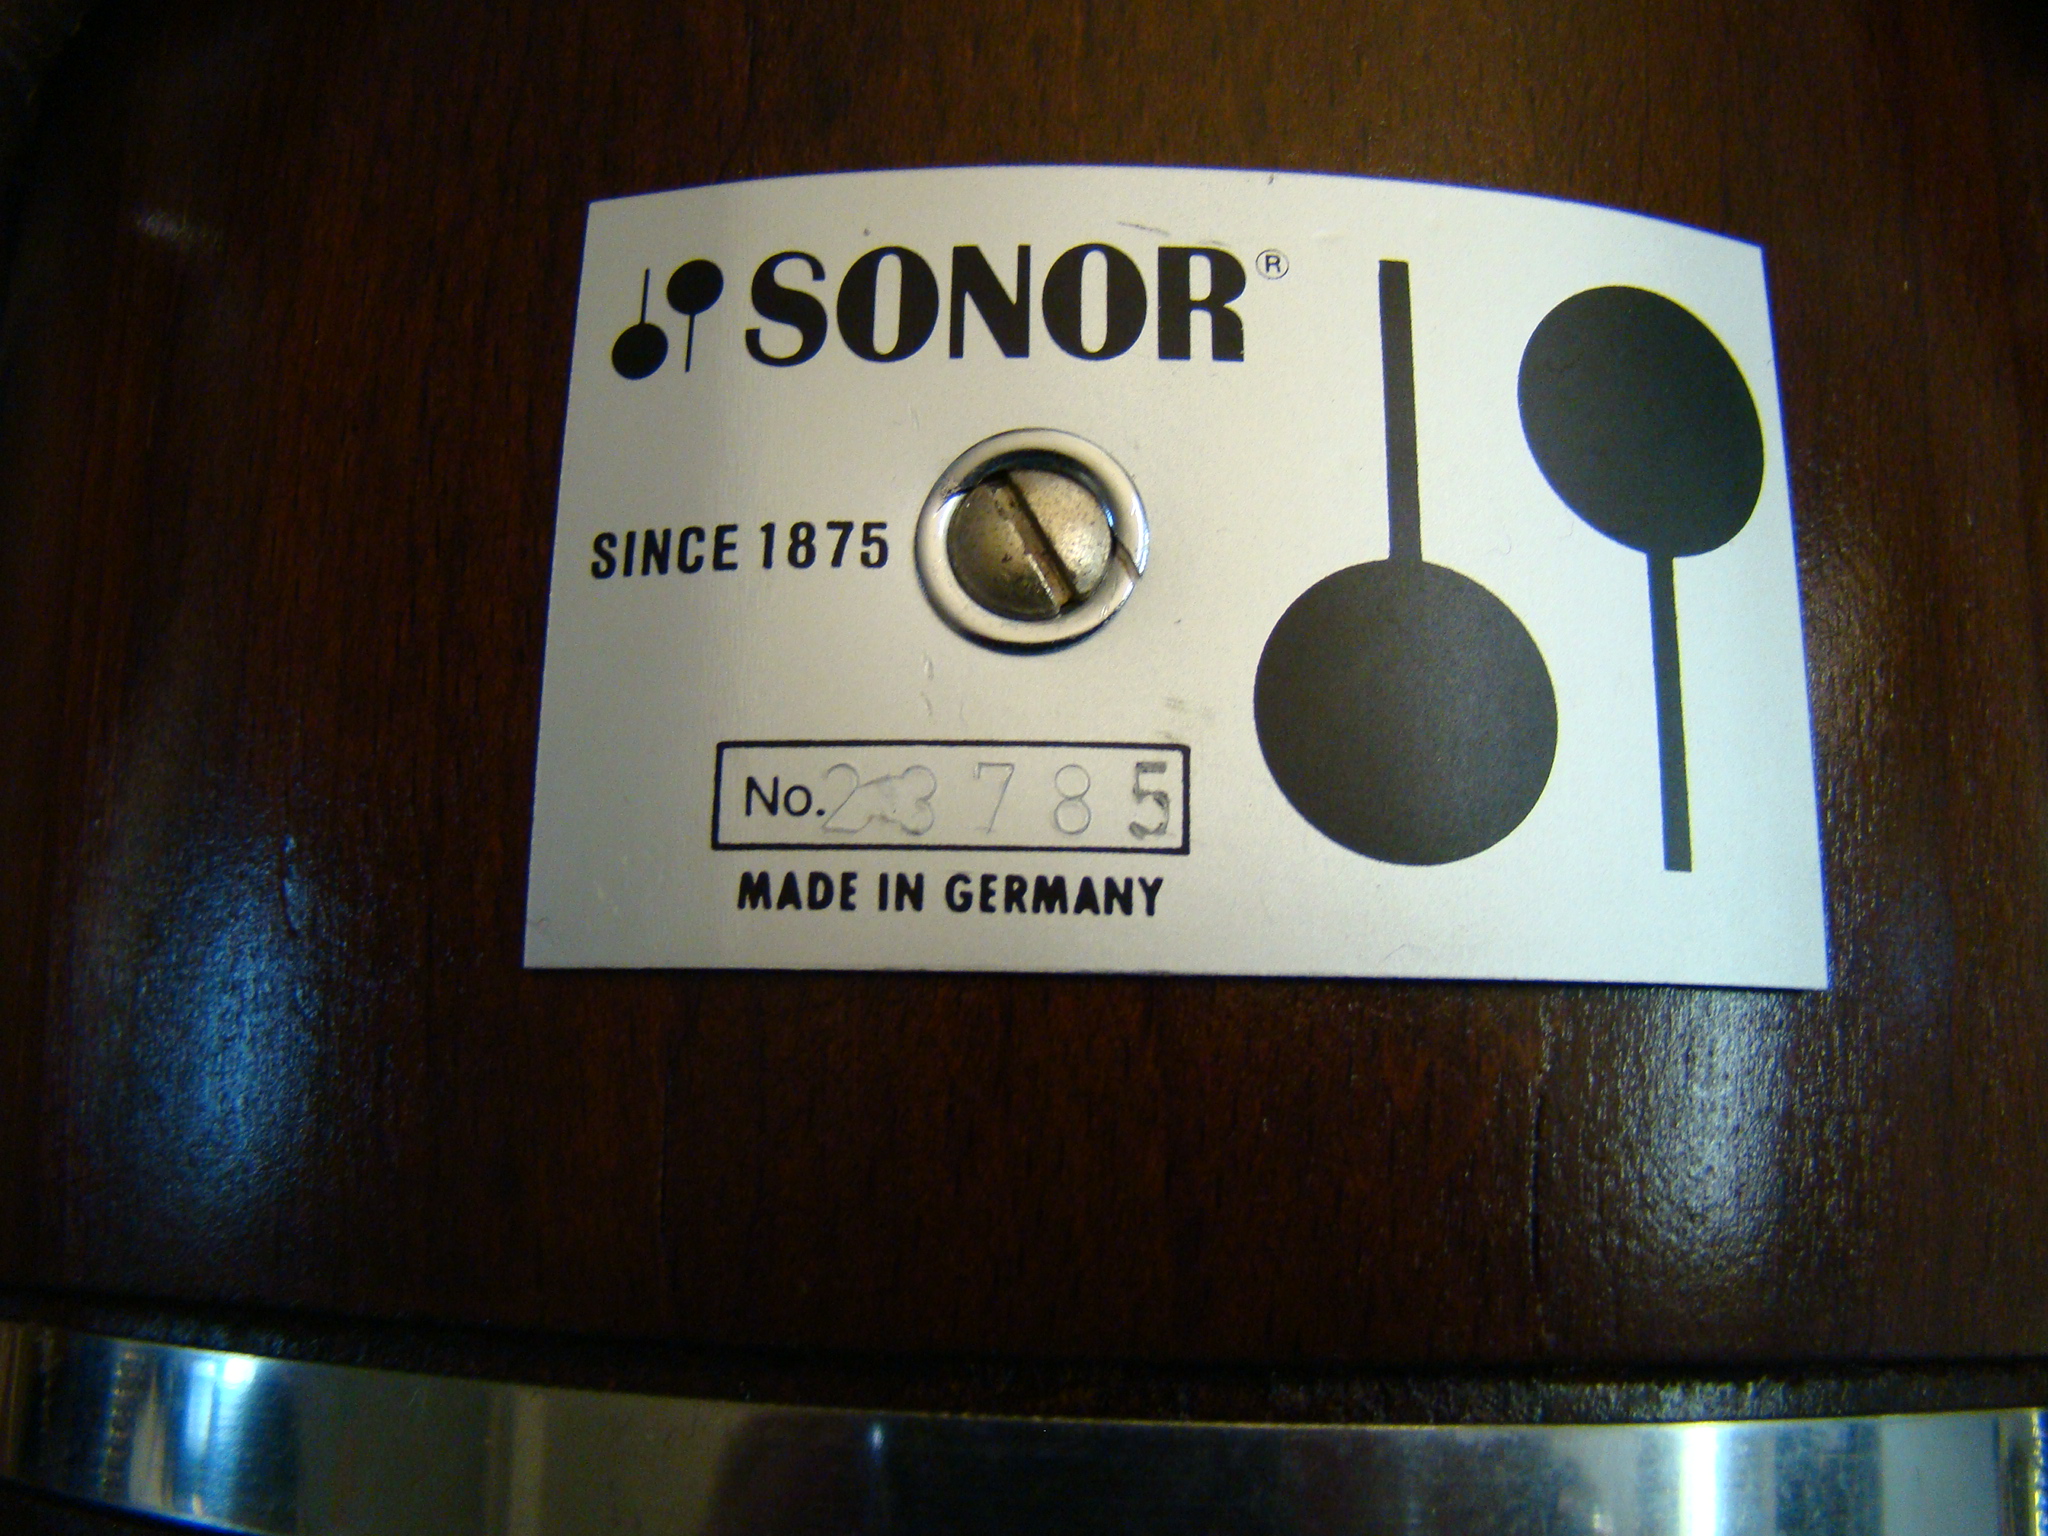 SONOR®
SINCE 1875
No. 23785
MADE IN GERMANY